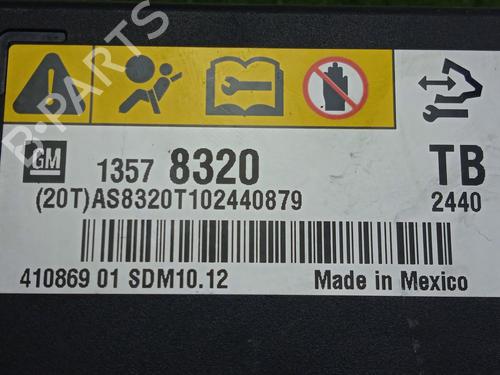 B-PARTS
GM 1357 8320 TB
(20T)AS8320T102440879 2440
410869 01 SDM10.12 Made in Mexico